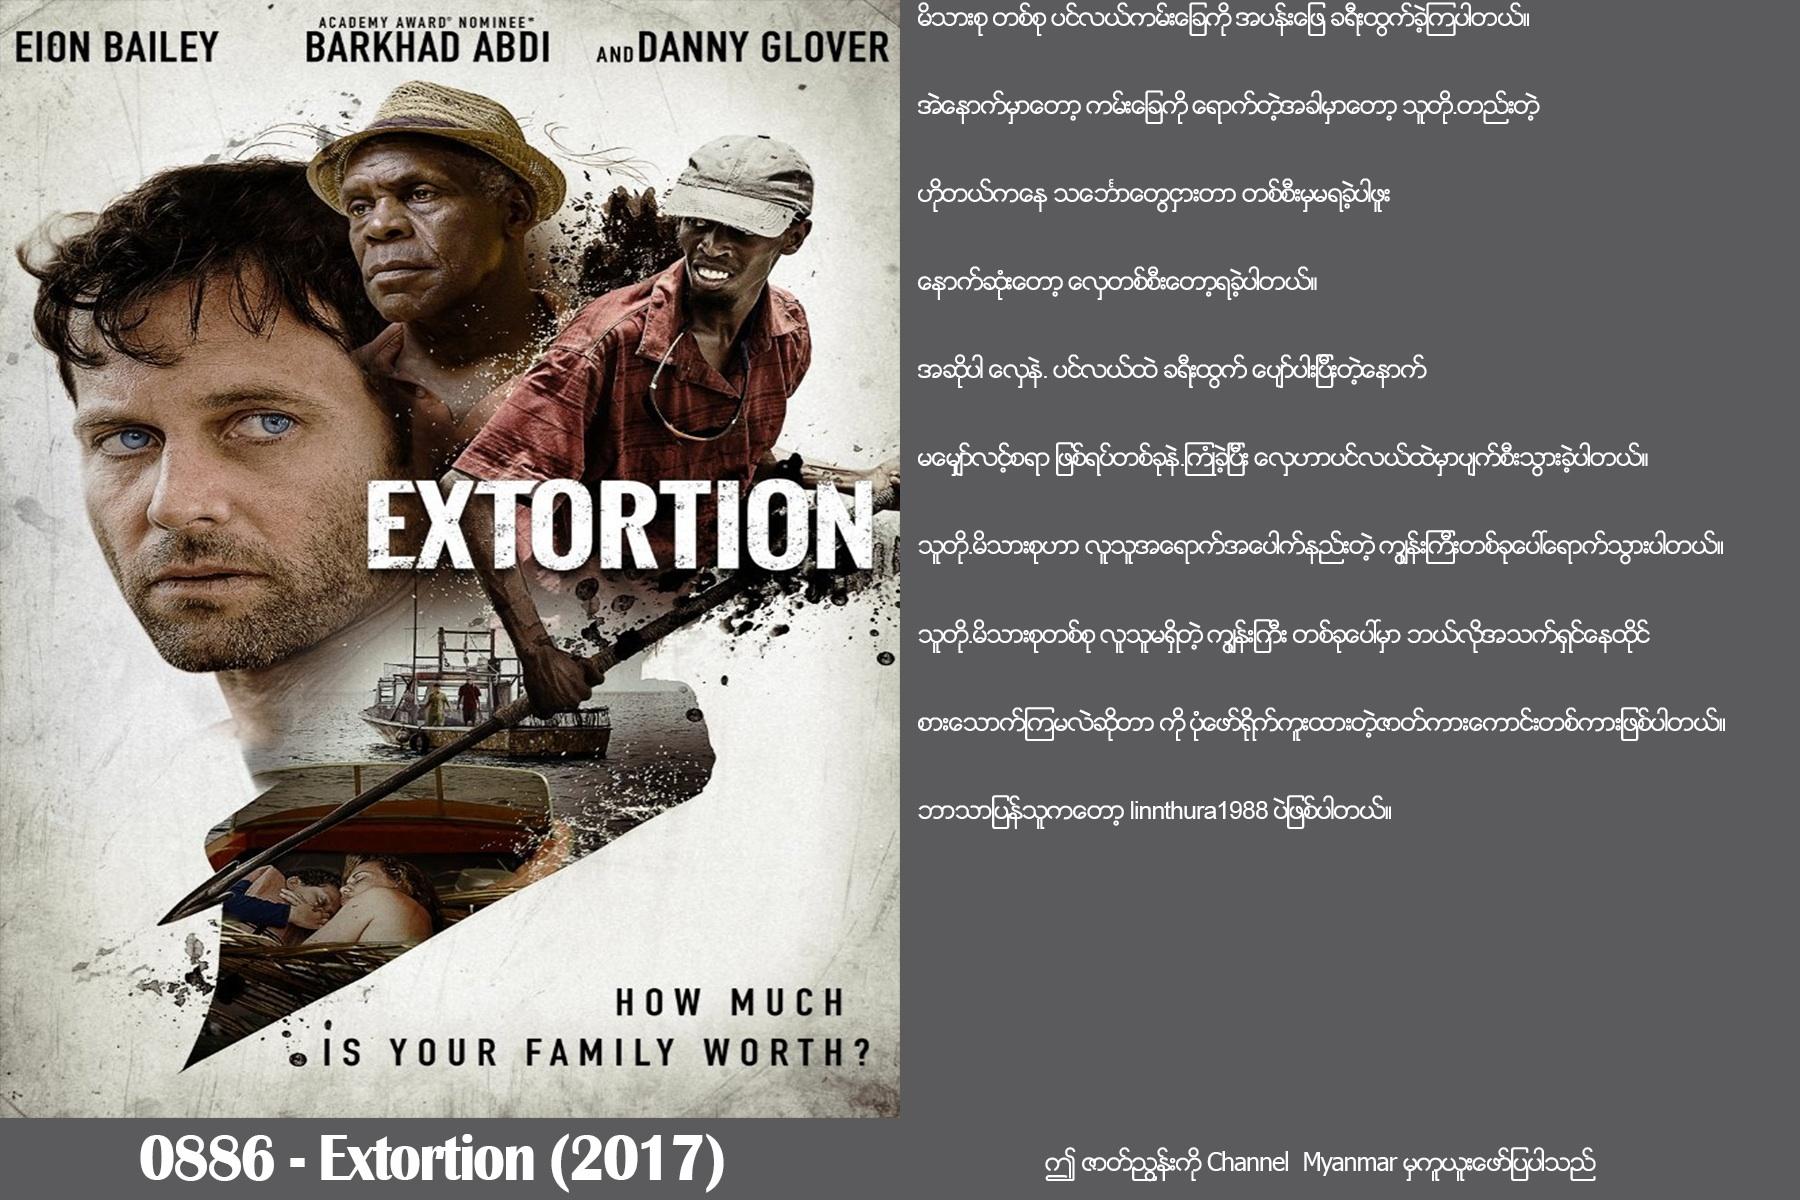 ACADEMY AWARD® NOMINEE™
EION BAILEY BARKHAD ABDI AND DANNY GLOVER
EXTORTION
HOW MUCH
IS YOUR FAMILY WORTH?
0886 - Extortion (2017)
မိသားစု တစ်စု ပင်လယ်ကမ်းခြေကို အပန်းဖြေ ခရီးထွက်ခဲ့ကြပါတယ်။
အဲနောက်မှာတော့ ကမ်းခြေကို ရောက်တဲ့အခါမှာတော့ သူတို.တည်းတဲ့
ဟိုတယ်ကနေ သင်္ဘောတွေငှားတာ တစ်စီးမှမရခဲ့ပါဖူး
နောက်ဆုံးတော့ လှေတစ်စီးတော့ရခဲ့ပါတယ်။
အဆိုပါ လှေနဲ. ပင်လယ်ထဲ ခရီးထွက် ပျော်ပါးပြီးတဲ့နောက်
မမျှော်လင့်စရာ ဖြစ်ရပ်တစ်ခုနဲ.ကြုံခဲ့ပြီး လှေဟာပင်လယ်ထဲမှာပျက်စီးသွားခဲ့ပါတယ်။
သူတို.မိသားစုဟာ လူသူအရောက်အပေါက်နည်းတဲ့ ကျွန်းကြီးတစ်ခုပေါ်ရောက်သွားပါတယ်။
သူတို.မိသားစုတစ်စု လူသူမရှိတဲ့ ကျွန်းကြီး တစ်ခုပေါ်မှာ ဘယ်လိုအသက်ရှင်နေထိုင်
စားသောက်ကြမလဲဆိုတာ ကို ပုံဖော်ရိုက်ကူးထားတဲ့ဇာတ်ကားကောင်းတစ်ကားဖြစ်ပါတယ်။
ဘာသာပြန်သူကတော့ linnthura1988 ပဲဖြစ်ပါတယ်။
ဤ ဇာတ်ညွှန်းကို Channel Myanmar မှကူယူးဖော်ပြပါသည်